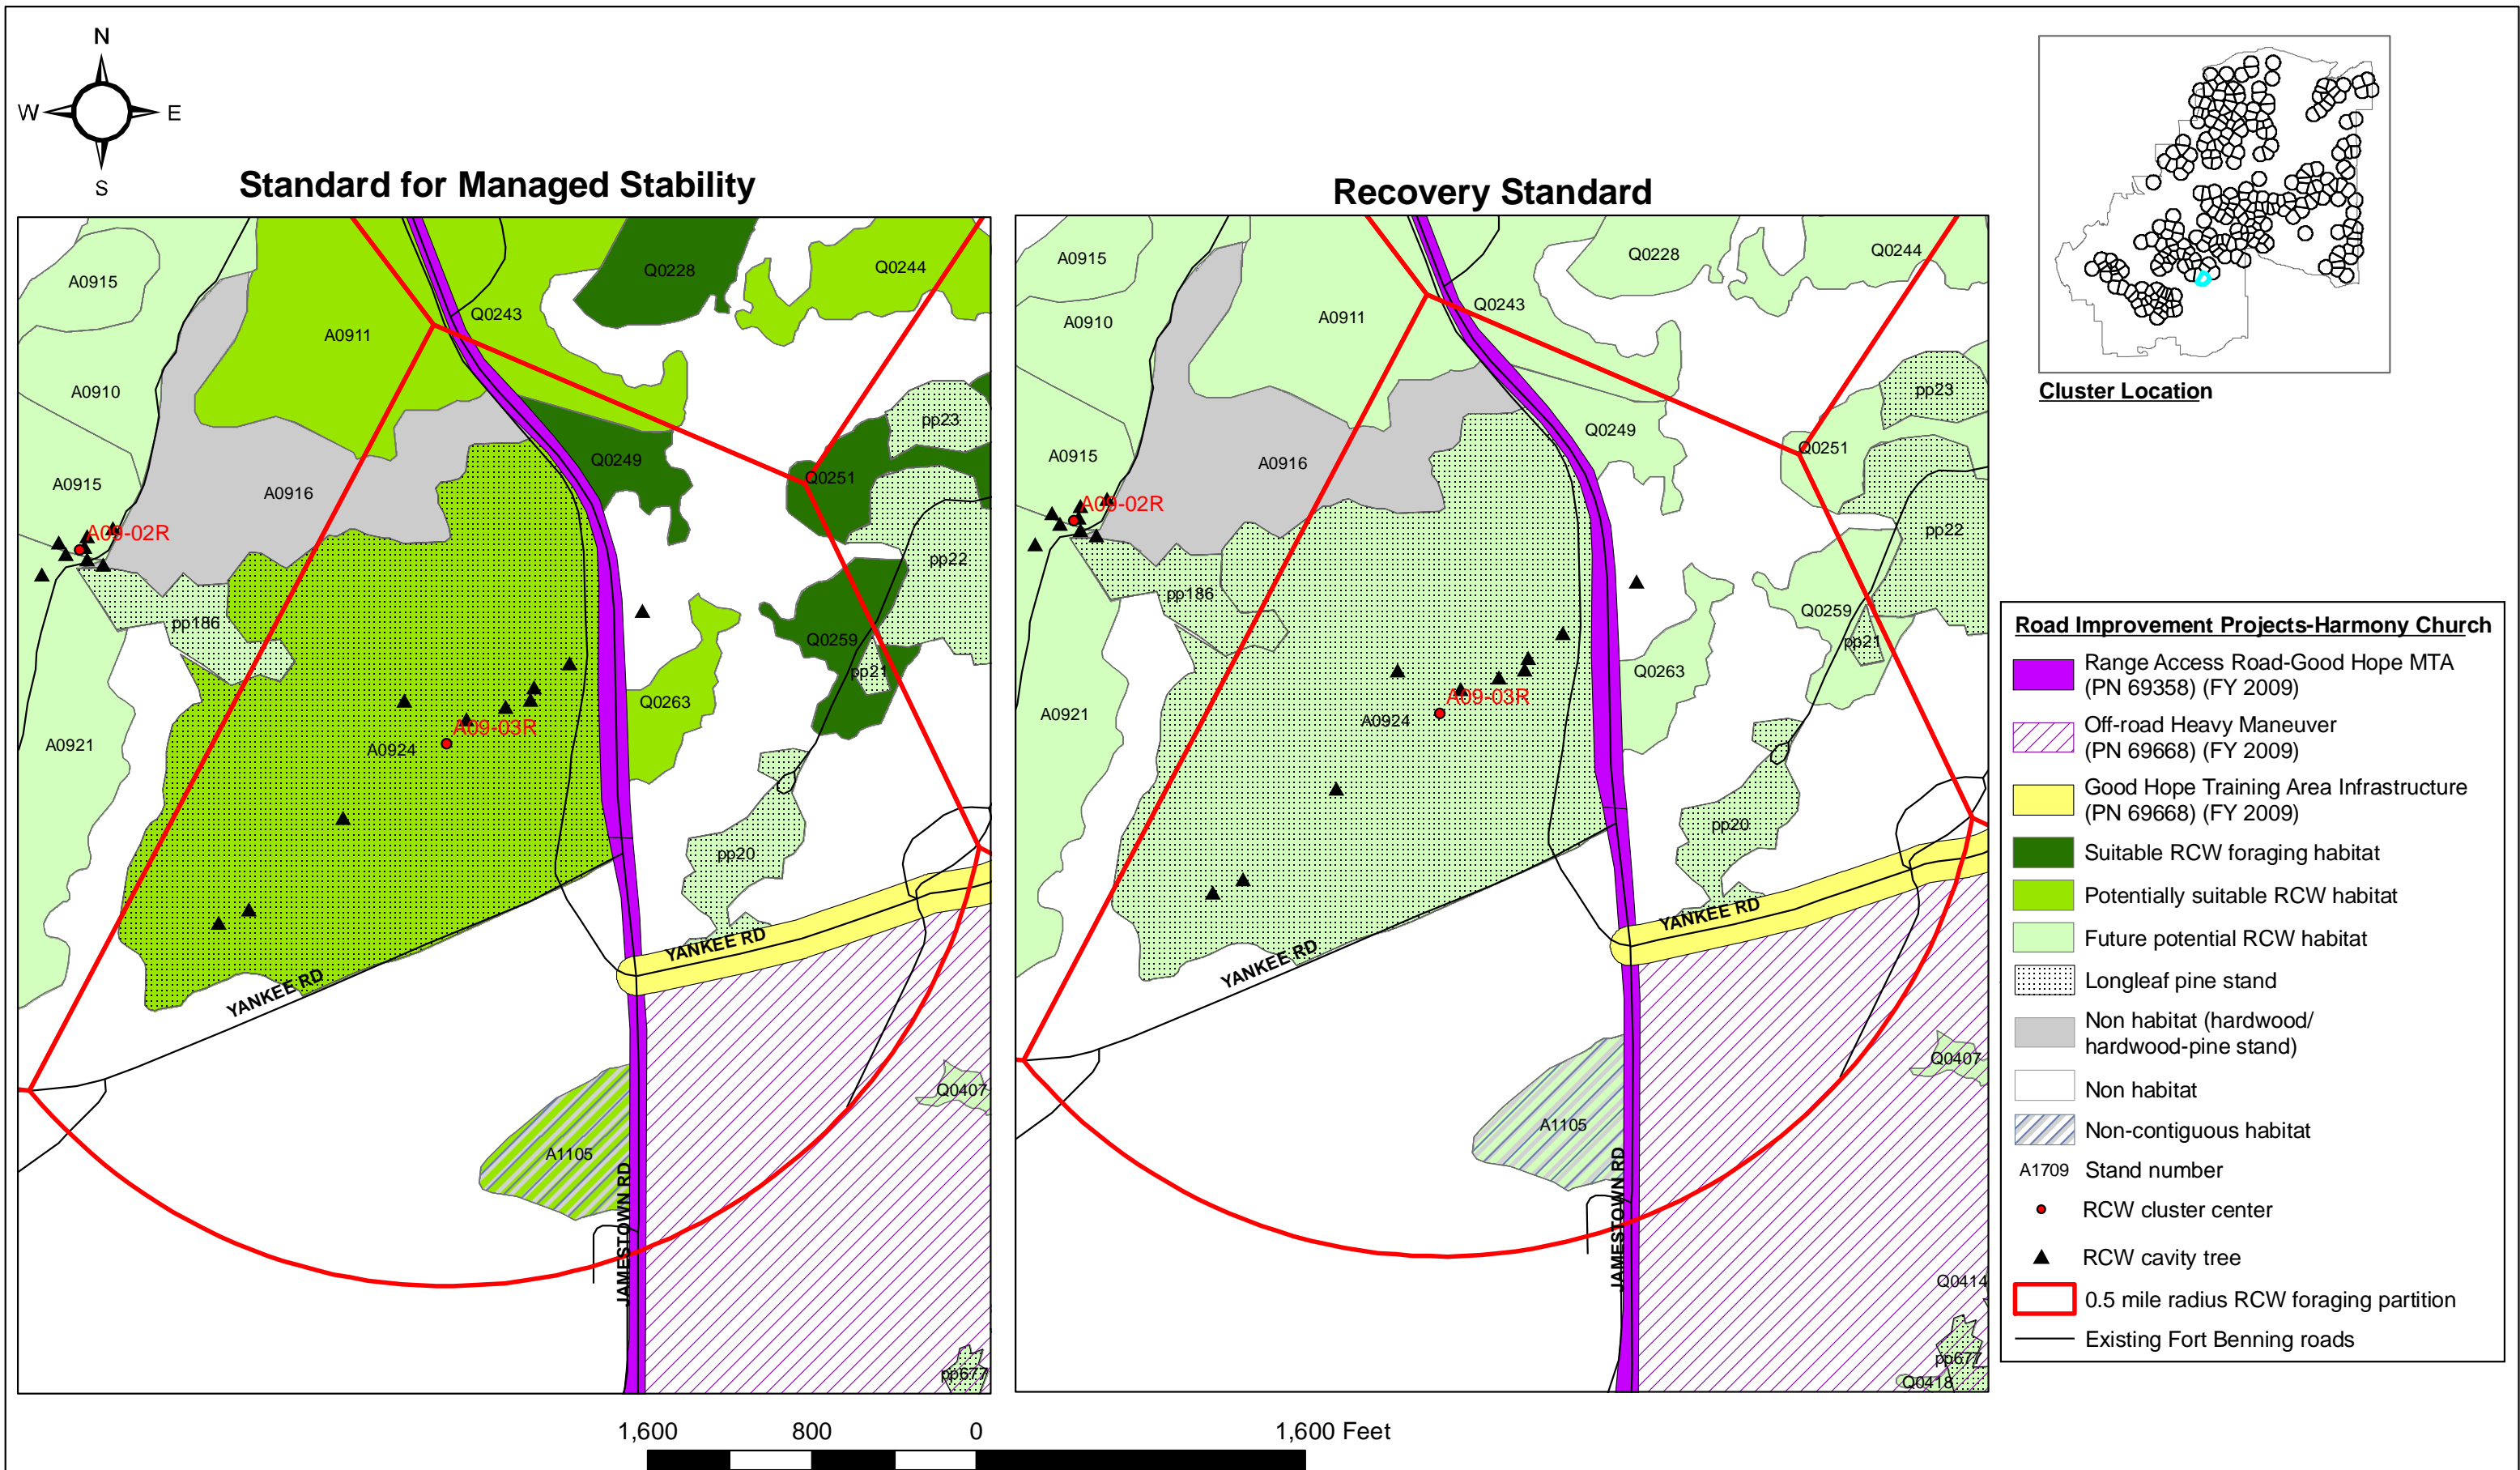 N
W
E
S
Standard for Managed Stability
Recovery Standard
A0915
A0910
A0915
A0911
A0916
A0921
A0924
pp186
A09-02R
A09-03R
Q0243
Q0228
Q0244
Q0249
Q0251
pp23
pp22
Q0259
pp21
Q0263
pp20
YANKEE RD
YANKEE RD
JAMESTOWN RD
A1105
Q0407
pp677
A0915
A0910
A0915
A0911
A0916
A0921
A0924
pp186
A09-02R
A09-03R
Q0243
Q0228
Q0244
Q0249
Q0251
pp23
pp22
Q0259
pp21
Q0263
pp20
YANKEE RD
YANKEE RD
JAMESTOWN RD
A1105
Q0407
Q0414
pp677
Q0418
Cluster Location
Road Improvement Projects-Harmony Church
Range Access Road-Good Hope MTA
(PN 69358) (FY 2009)
Off-road Heavy Maneuver
(PN 69668) (FY 2009)
Good Hope Training Area Infrastructure
(PN 69668) (FY 2009)
Suitable RCW foraging habitat
Potentially suitable RCW habitat
Future potential RCW habitat
Longleaf pine stand
Non habitat (hardwood/
hardwood-pine stand)
Non habitat
Non-contiguous habitat
A1709 Stand number
RCW cluster center
RCW cavity tree
0.5 mile radius RCW foraging partition
Existing Fort Benning roads
1,600 800 0 1,600 Feet